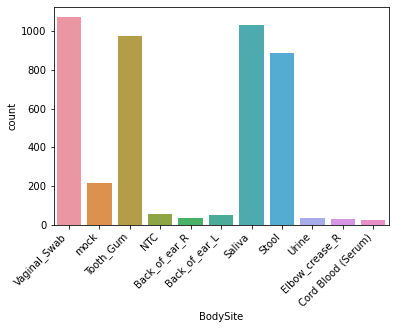 1000
800
600
400
200
0
count
Vaginal_Swab
mock
Tooth_Gum
NTC
Back_of_ear_R
Back_of_ear_L
Saliva
Stool
Urine
Elbow_crease_R
Cord Blood (Serum)
BodySite